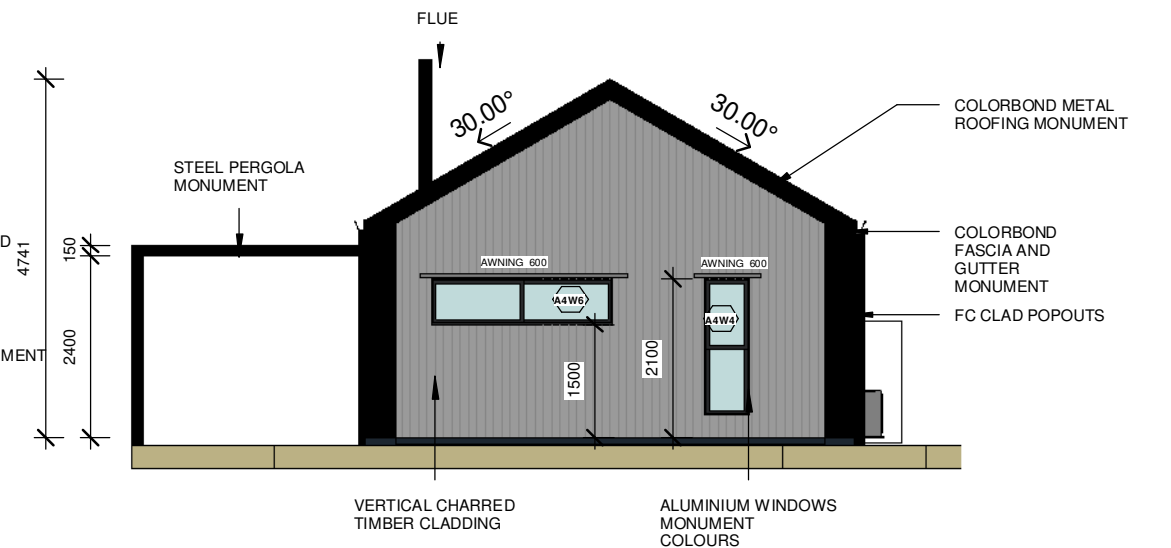 FLUE
30.00°
30.00°
COLORBOND METAL
ROOFING MONUMENT
STEEL PERGOLA
MONUMENT
D
4741
150
COLORBOND
FASCIA AND
GUTTER
MONUMENT
AWNING 600
AWNING 600
A4W6
A4W4
FC CLAD POPOUTS
MENT
2400
1500
2100
VERTICAL CHARRED
TIMBER CLADDING
ALUMINIUM WINDOWS
MONUMENT
COLOURS